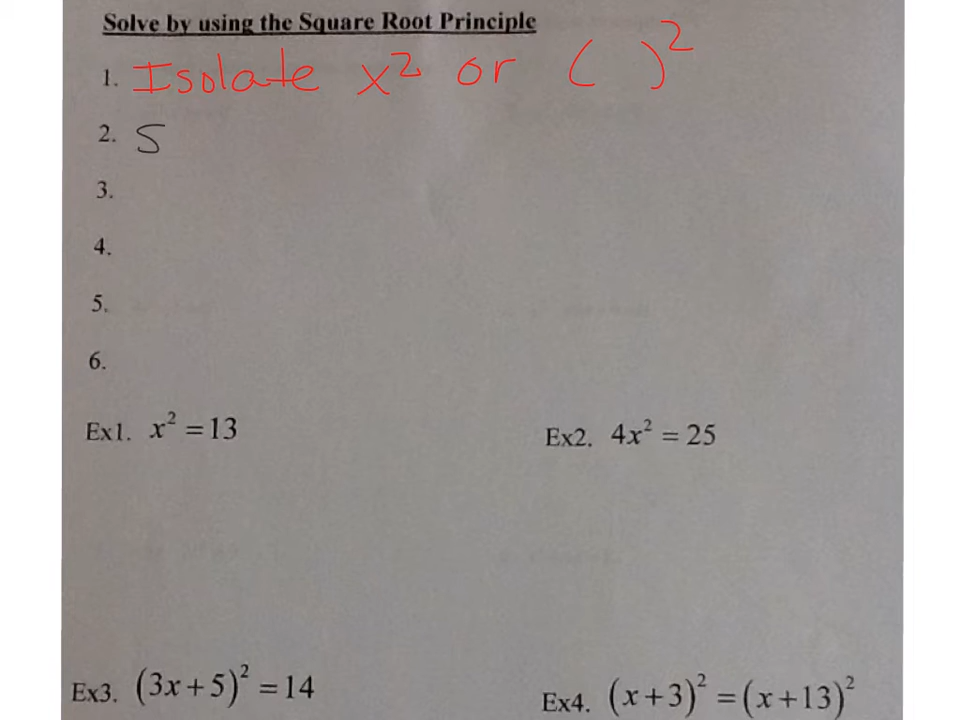 Solve by using the Square Root Principle
1. Isolate x² or ( )²
2. S
3.
4.
5.
6.
Ex1. x² = 13
Ex2. 4x² = 25
Ex3. (3x+5)² = 14
Ex4. (x+3)² = (x+13)²